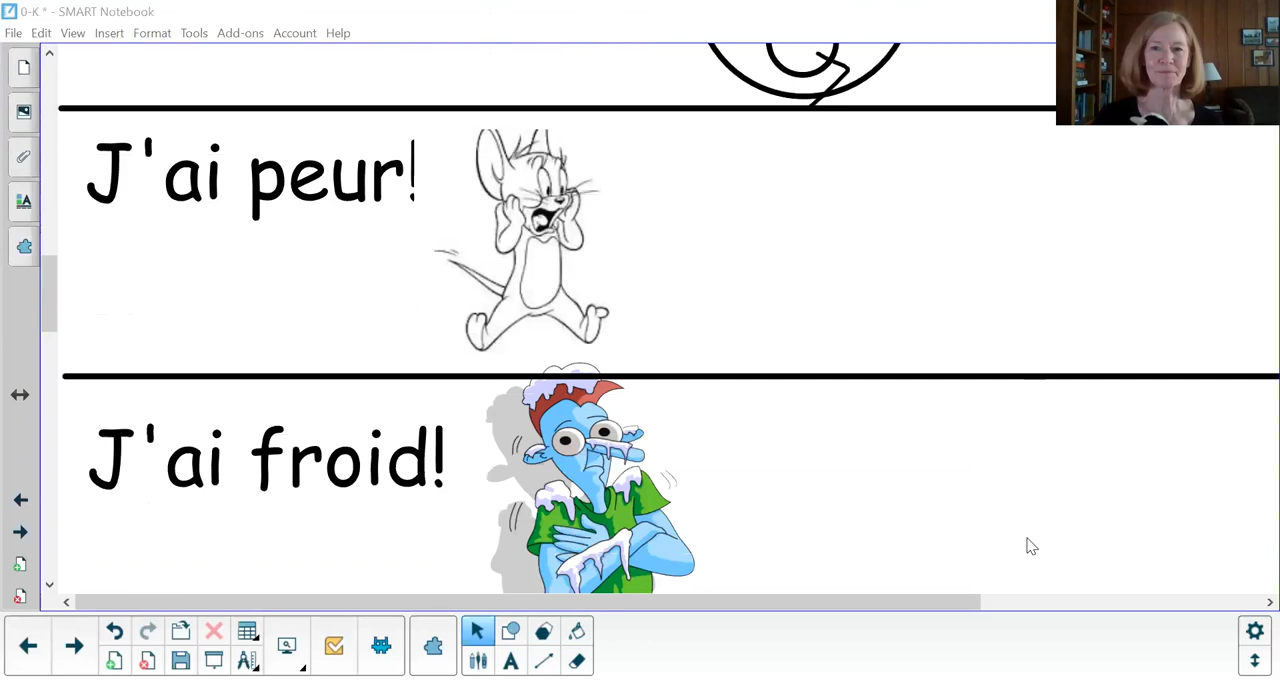 0-K * - SMART Notebook
File Edit View Insert Format Tools Add-ons Account Help
J'ai peur!
J'ai froid!